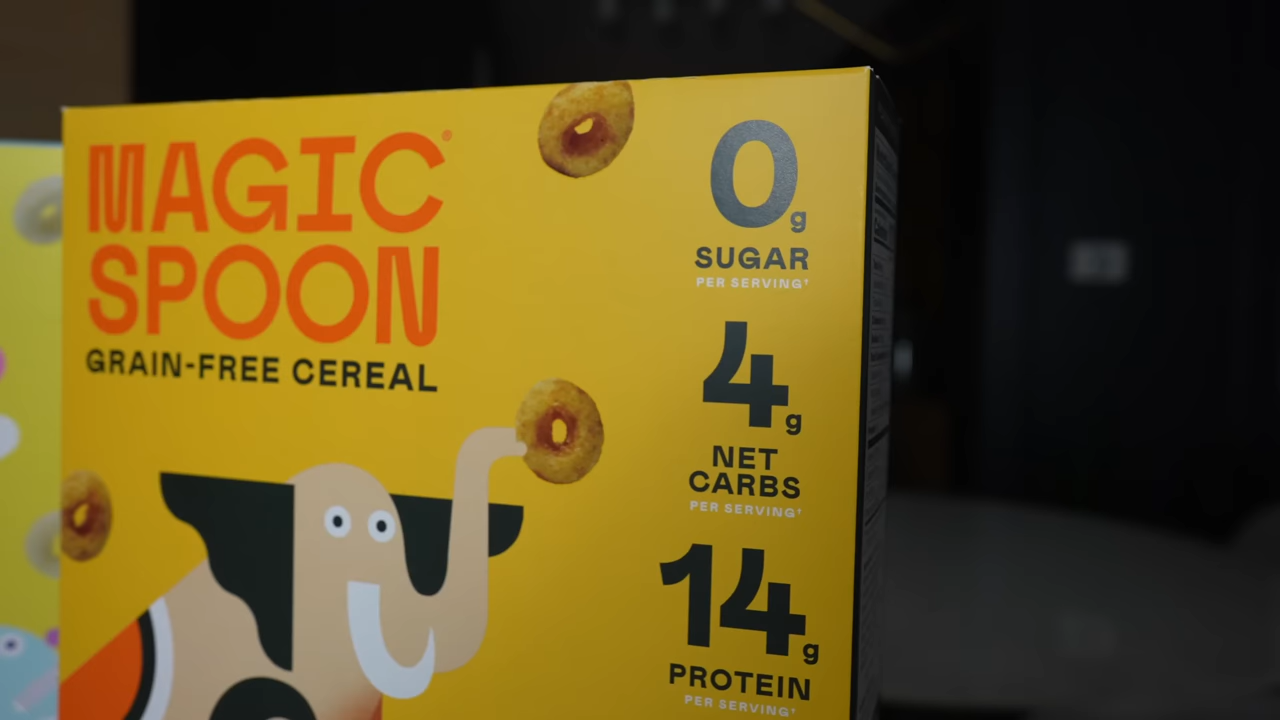 MAGIC®
SPOON
GRAIN-FREE CEREAL
0g
SUGAR
PER SERVING†
4g
NET
CARBS
PER SERVING†
14g
PROTEIN
PER SERVING†